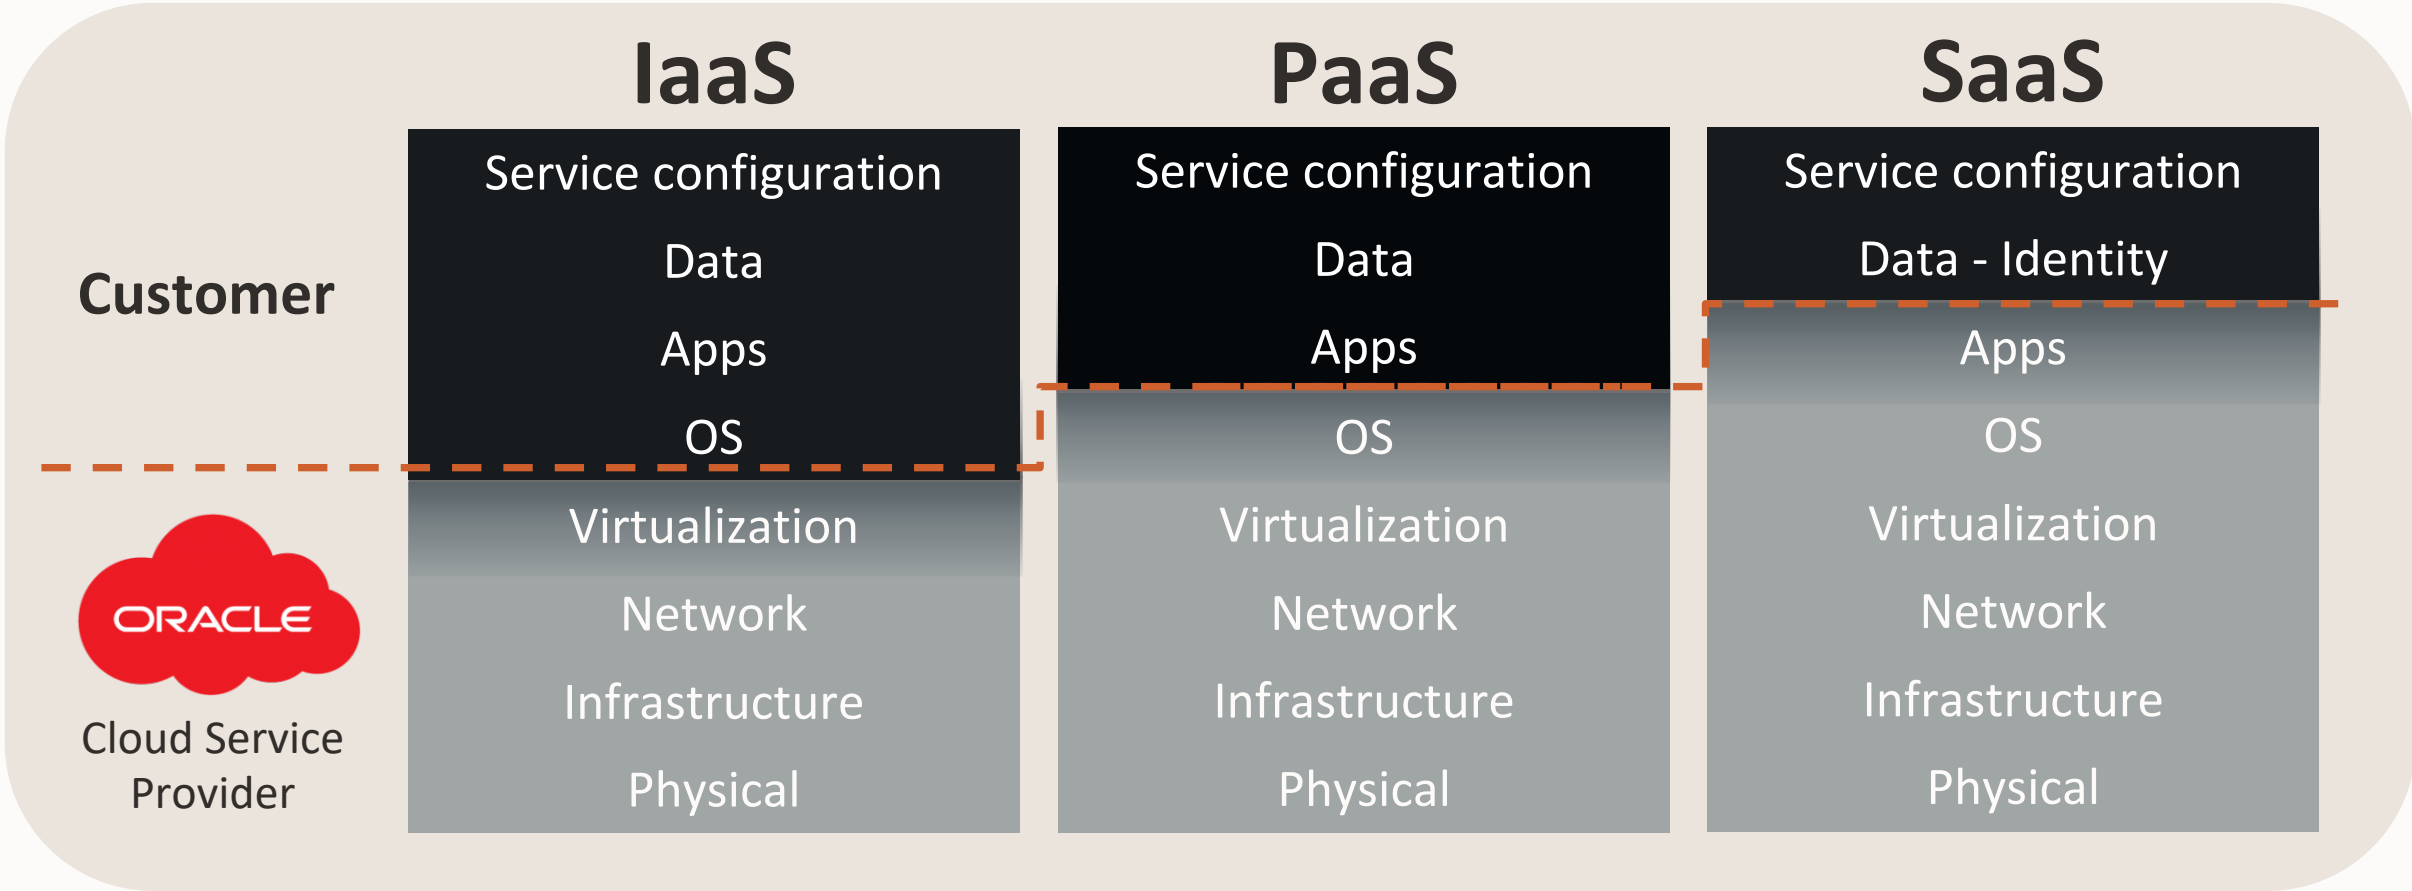 IaaS
PaaS
SaaS
Customer
ORACLE
Cloud Service
Provider
Service configuration
Data
Apps
OS
Virtualization
Network
Infrastructure
Physical
Service configuration
Data
Apps
OS
Virtualization
Network
Infrastructure
Physical
Service configuration
Data - Identity
Apps
OS
Virtualization
Network
Infrastructure
Physical